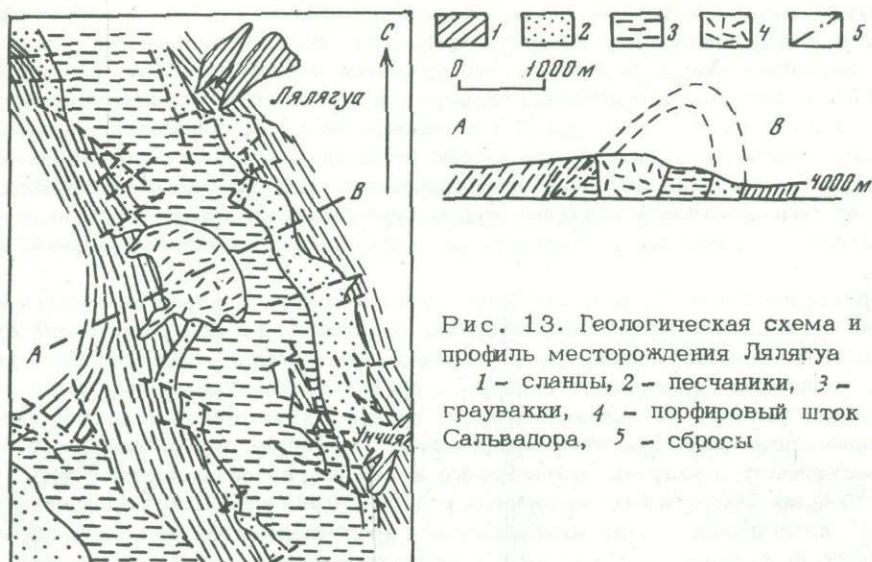 С
Лялягуа
В
А
Унчия
1 2 3 4 5
0 1000 м
А В
4000 м
Рис. 13. Геологическая схема и
профиль месторождения Лялягуа
1 – сланцы, 2 – песчаники, 3 –
граувакки, 4 – порфировый шток
Сальвадора, 5 – сбросы